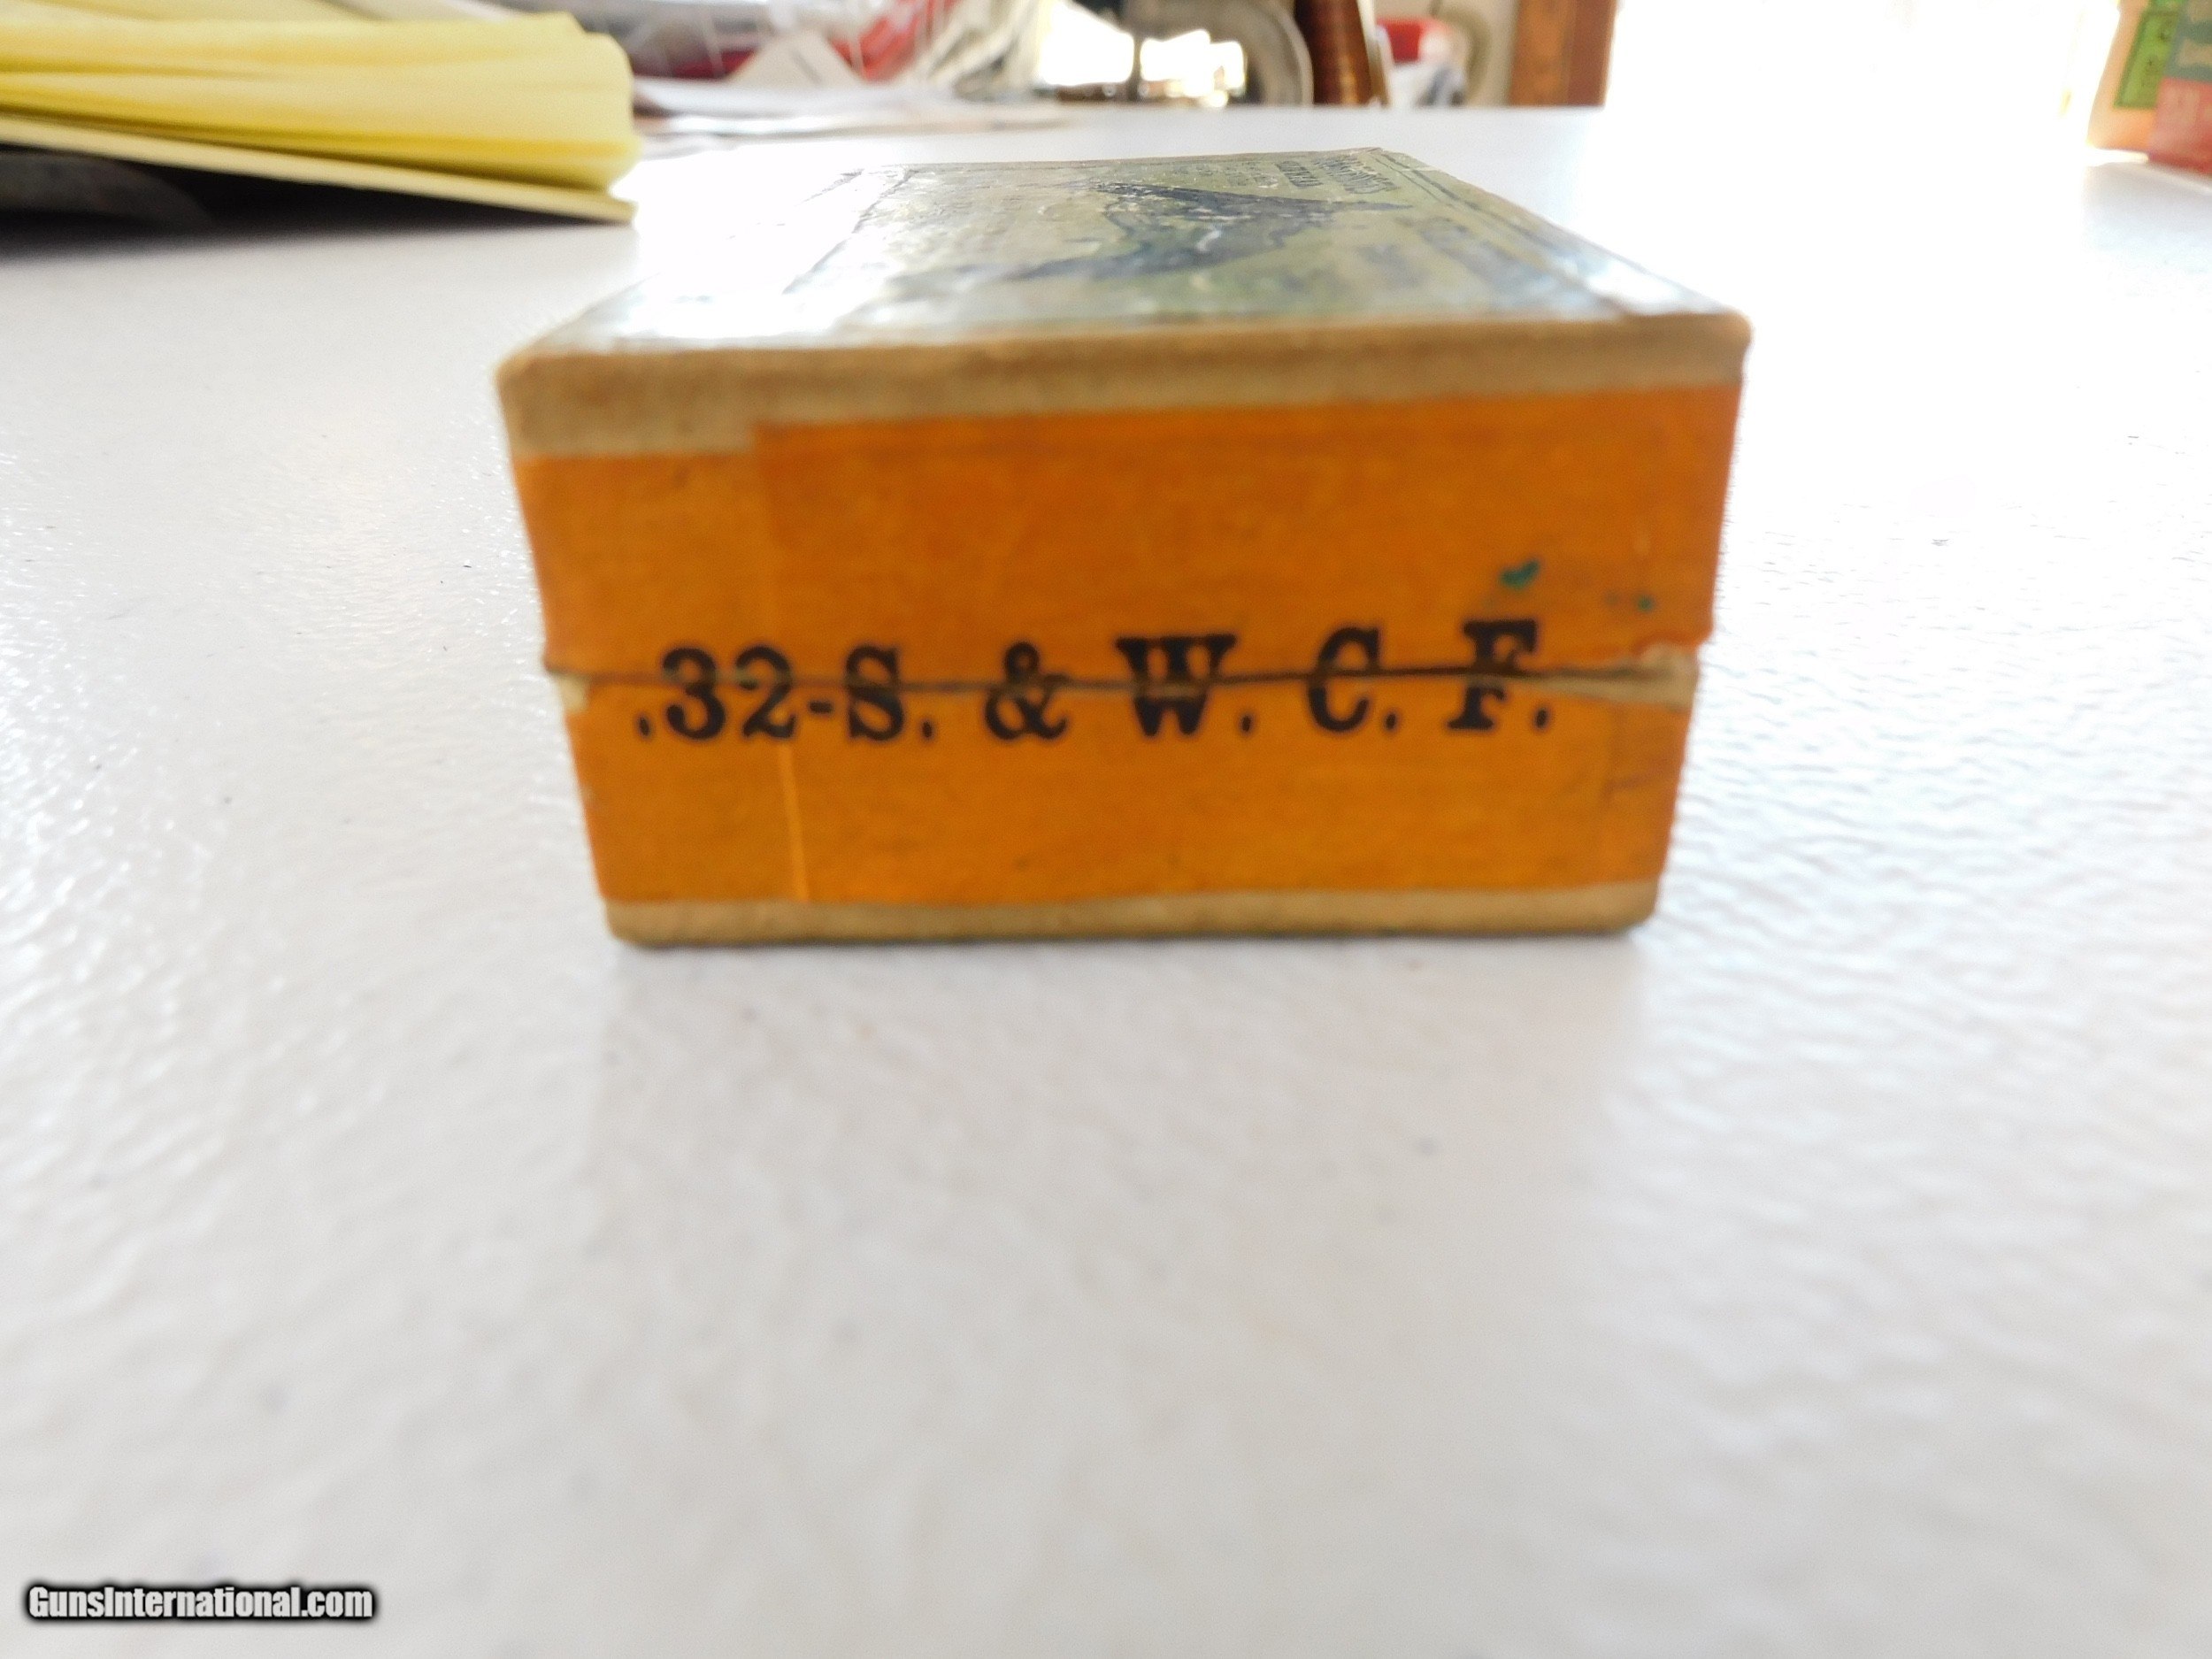 .32-S. & W. C. F.
GunsInternational.com